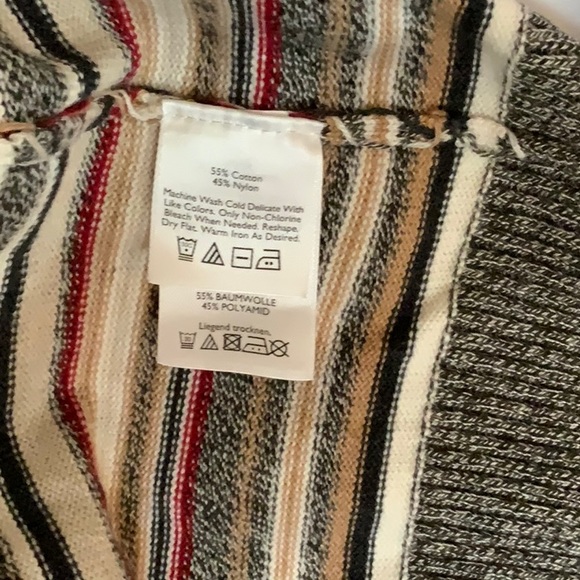 55% Cotton
45% Nylon
Machine Wash Cold Delicate With
Like Colors. Only Non-Chlorine
Bleach When Needed. Reshape,
Dry Flat. Warm Iron As Desired.
55% BAUMWOLLE
45% POLYAMID
Liegend trocknen.